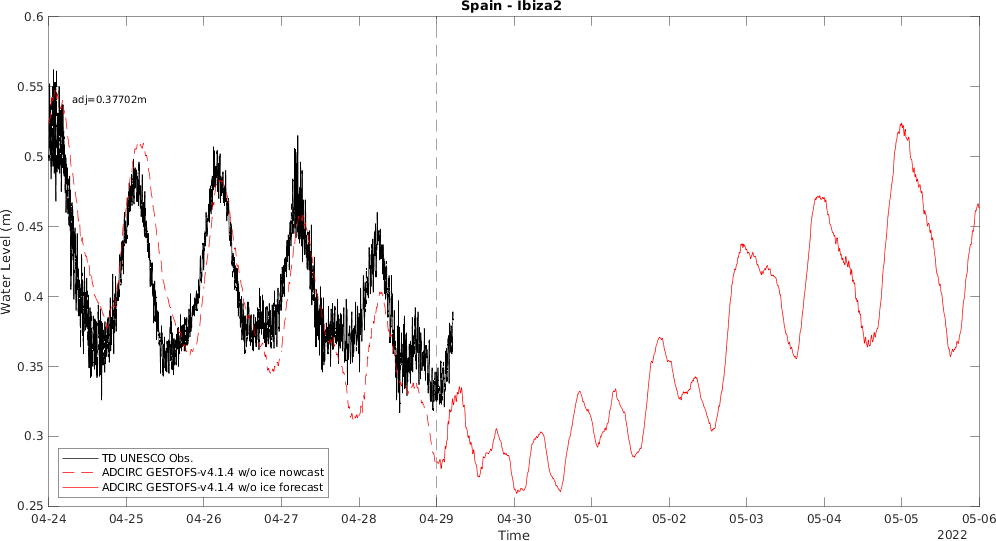 Spain - Ibiza2
0.6
0.55
0.5
0.45
0.4
0.35
0.3
0.25
Water Level (m)
adj=0.37702m
TD UNESCO Obs.
ADCIRC GESTOFS-v4.1.4 w/o ice nowcast
ADCIRC GESTOFS-v4.1.4 w/o ice forecast
04-24 04-25 04-26 04-27 04-28 04-29 04-30 05-01 05-02 05-03 05-04 05-05 05-06
Time
2022